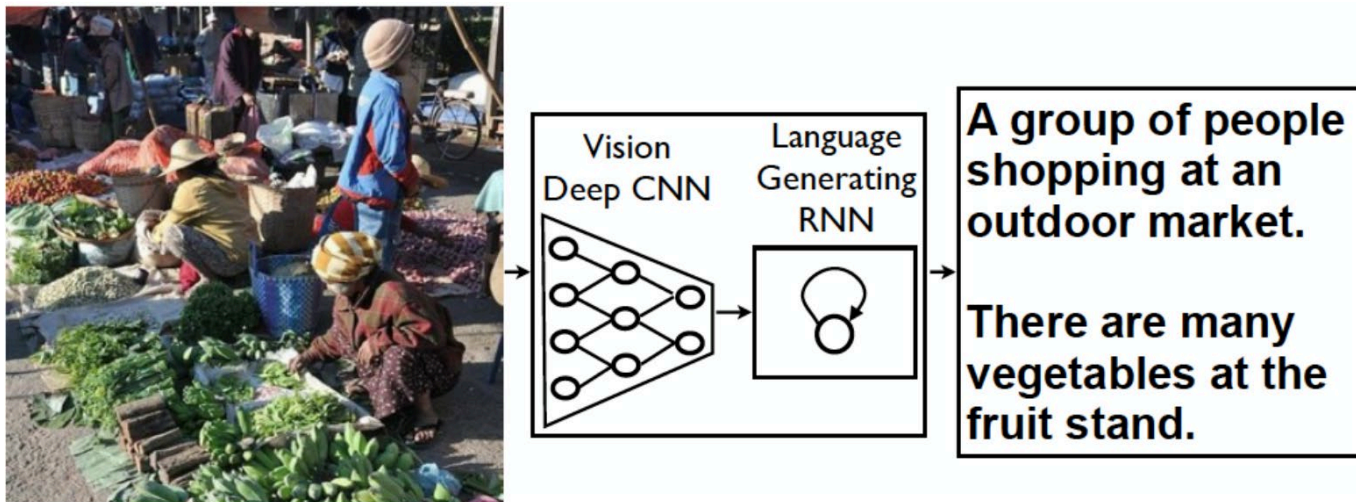 Vision
Deep CNN
Language
Generating
RNN
A group of people
shopping at an
outdoor market.
There are many
vegetables at the
fruit stand.